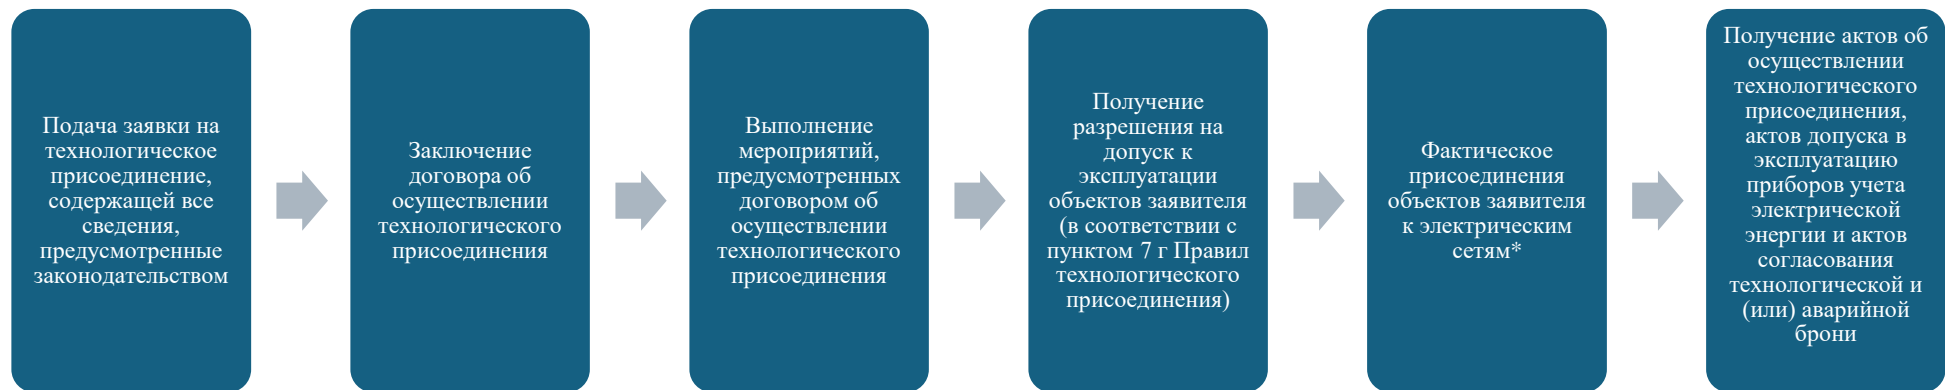 Подача заявки на
технологическое
присоединение,
содержащей все
сведения,
предусмотренные
законодательством
Заключение
договора об
осуществлении
технологического
присоединения
Выполнение
мероприятий,
предусмотренных
договором об
осуществлении
технологического
присоединения
Получение
разрешения на
допуск к
эксплуатации
объектов заявителя
(в соответствии с
пунктом 7 г Правил
технологического
присоединения)
Фактическое
присоединения
объектов заявителя
к электрическим
сетям*
Получение актов об
осуществлении
технологического
присоединения,
актов допуска в
эксплуатацию
приборов учета
электрической
энергии и актов
согласования
технологической и
(или) аварийной
брони